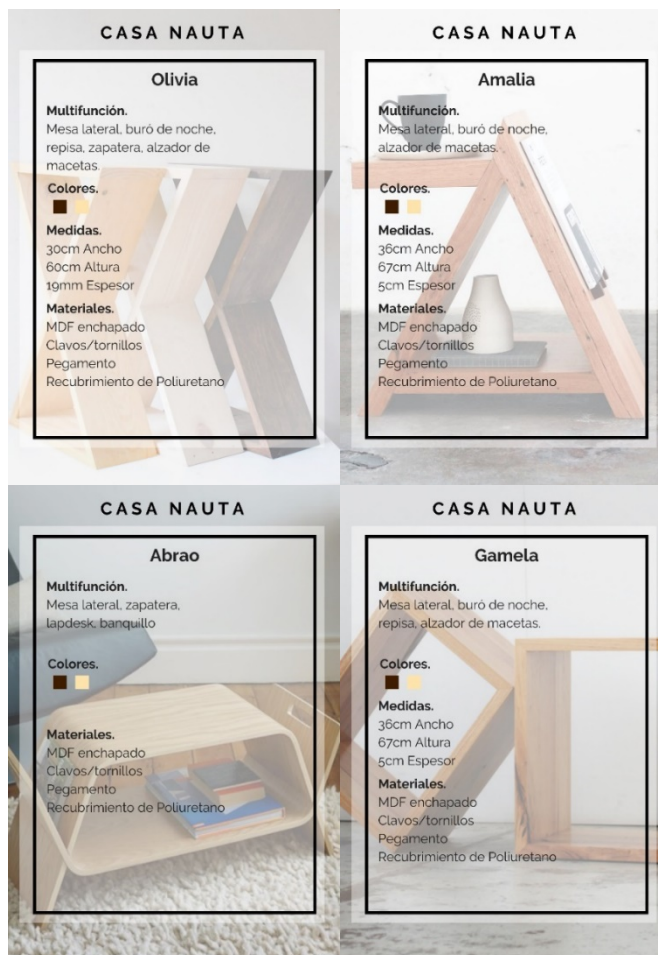 CASA NAUTA
Olivia
Multifunción.
Mesa lateral, buró de noche,
repisa, zapatera, alzador de
macetas.
Colores.
Medidas.
30cm Ancho
60cm Altura
19mm Espesor
Materiales.
MDF enchapado
Clavos/tornillos
Pegamento
Recubrimiento de Poliuretano
CASA NAUTA
Amalia
Multifunción.
Mesa lateral, buró de noche,
alzador de macetas.
Colores.
Medidas.
36cm Ancho
67cm Altura
5cm Espesor
Materiales.
MDF enchapado
Clavos/tornillos
Pegamento
Recubrimiento de Poliuretano
CASA NAUTA
Abrao
Multifunción.
Mesa lateral, zapatera,
lapdesk, banquillo
Colores.
Materiales.
MDF enchapado
Clavos/tornillos
Pegamento
Recubrimiento de Poliuretano
CASA NAUTA
Gamela
Multifunción.
Mesa lateral, buró de noche,
repisa, alzador de macetas.
Colores.
Medidas.
36cm Ancho
67cm Altura
5cm Espesor
Materiales.
MDF enchapado
Clavos/tornillos
Pegamento
Recubrimiento de Poliuretano